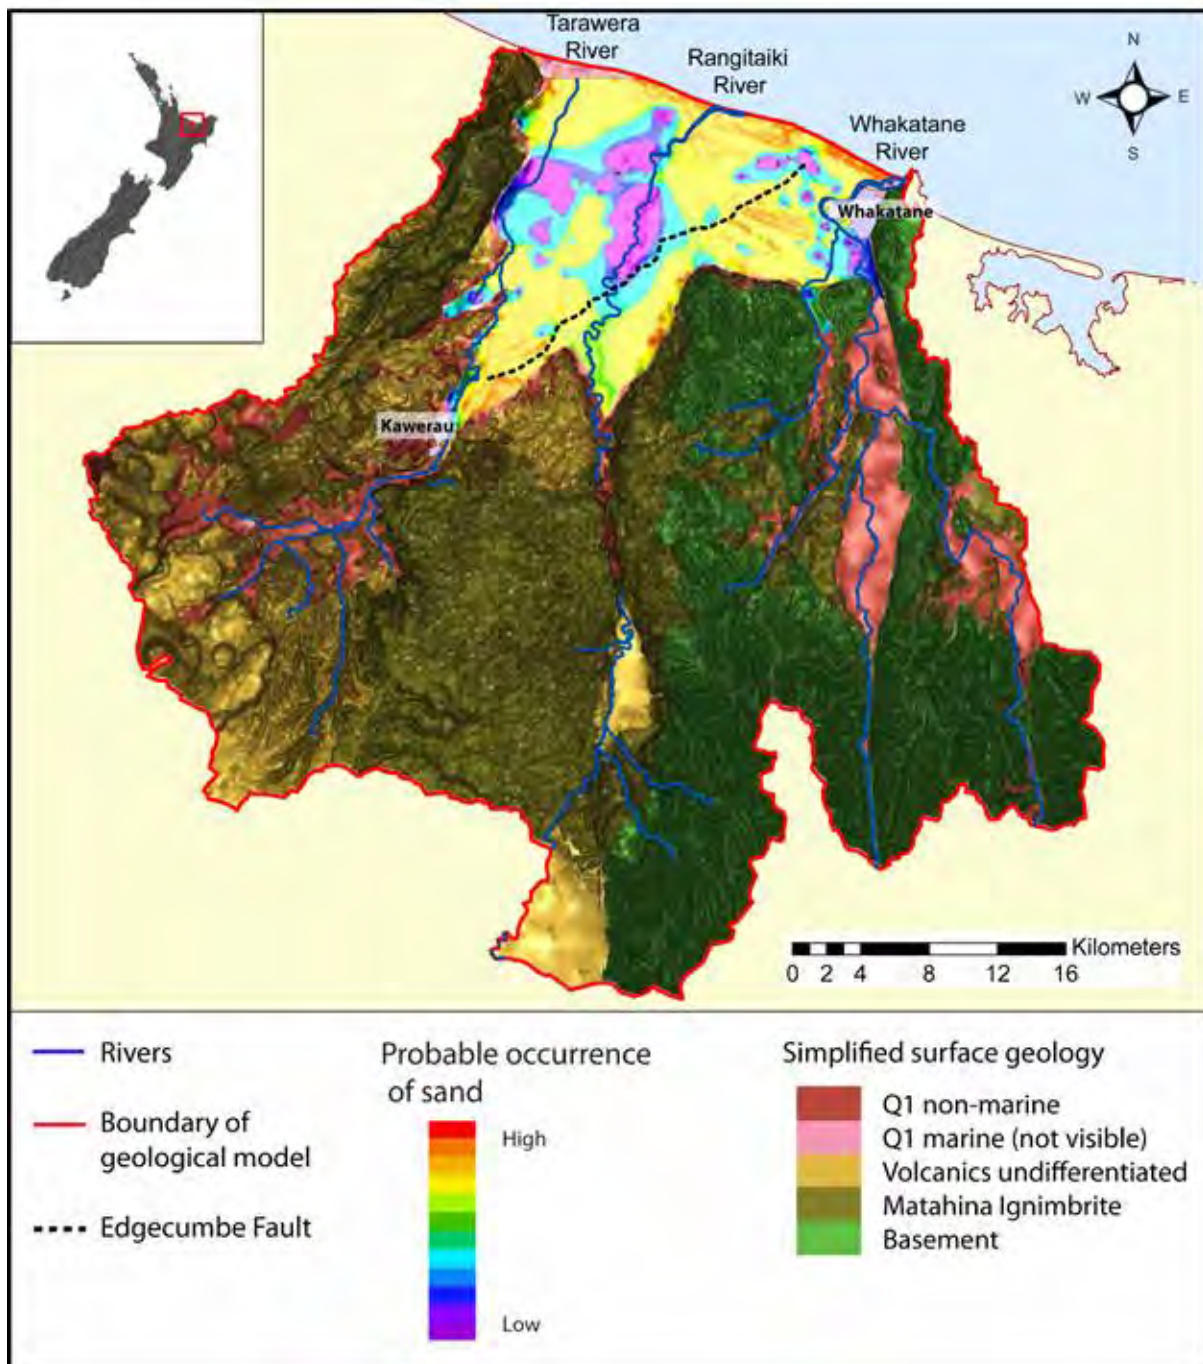 Tarawera
River
Rangitaiki
River
Whakatane
River
N
W
E
S
Whakatane
Kawerau
Kilometers
0 2 4 8 12 16
Rivers
Boundary of
geological model
Edgecumbe Fault
Probable occurrence
of sand
High
Low
Simplified surface geology
Q1 non-marine
Q1 marine (not visible)
Volcanics undifferentiated
Matahina Ignimbrite
Basement